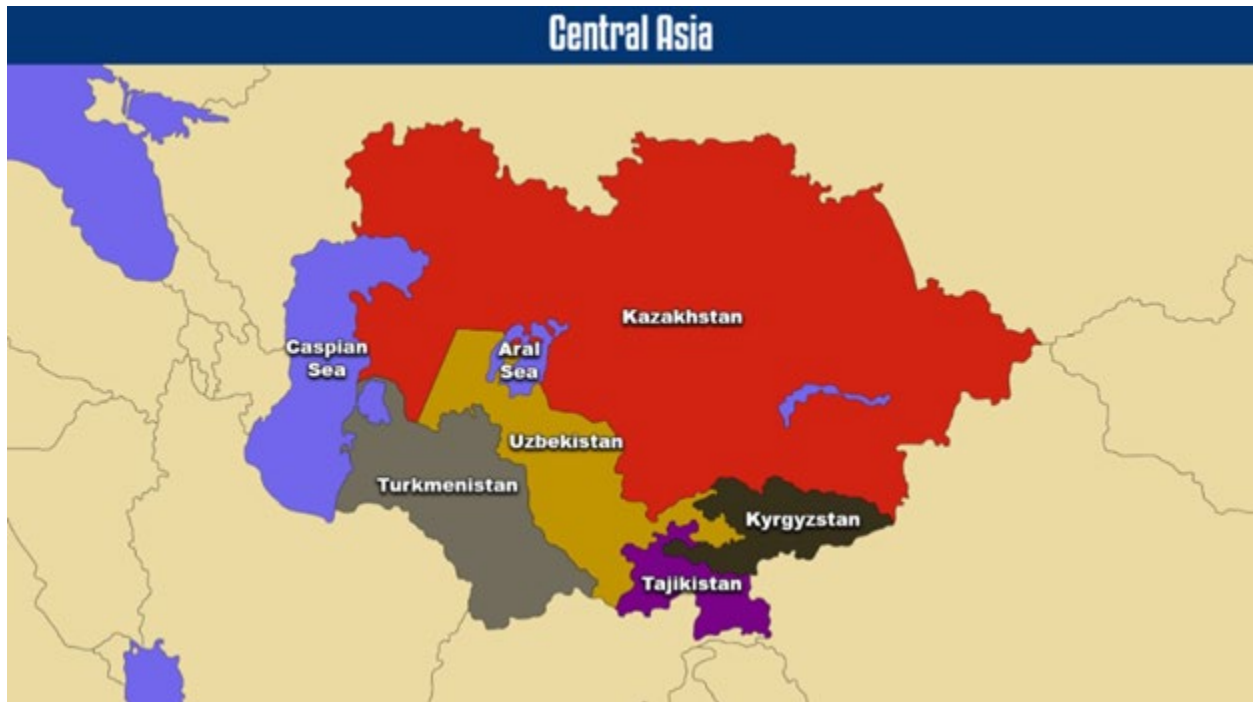 Central Asia
Kazakhstan
Caspian
Sea
Aral
Sea
Uzbekistan
Turkmenistan
Kyrgyzstan
Tajikistan